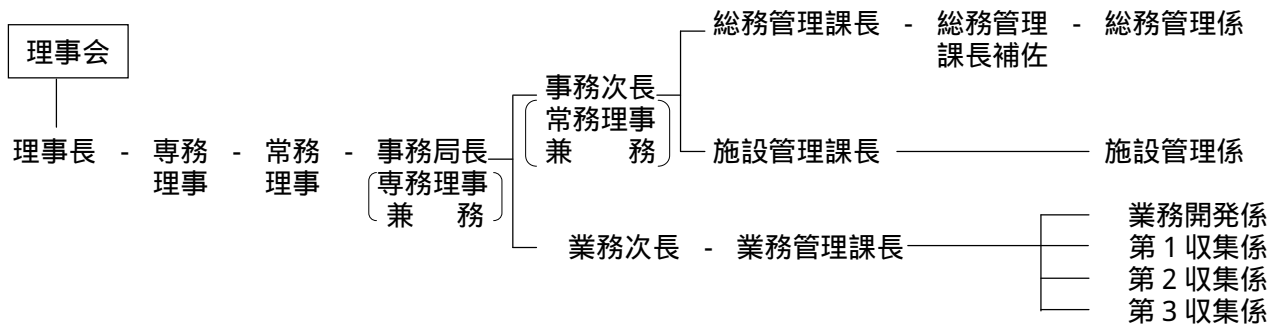 理事会
総務管理課長 - 総務管理 - 総務管理係
課長補佐
事務次長
常務理事
兼　務
理事長 - 専務 - 常務 - 事務局長
理事 理事 専務理事
兼　務
施設管理課長 施設管理係
業務次長 - 業務管理課長
業務開発係
第1収集係
第2収集係
第3収集係